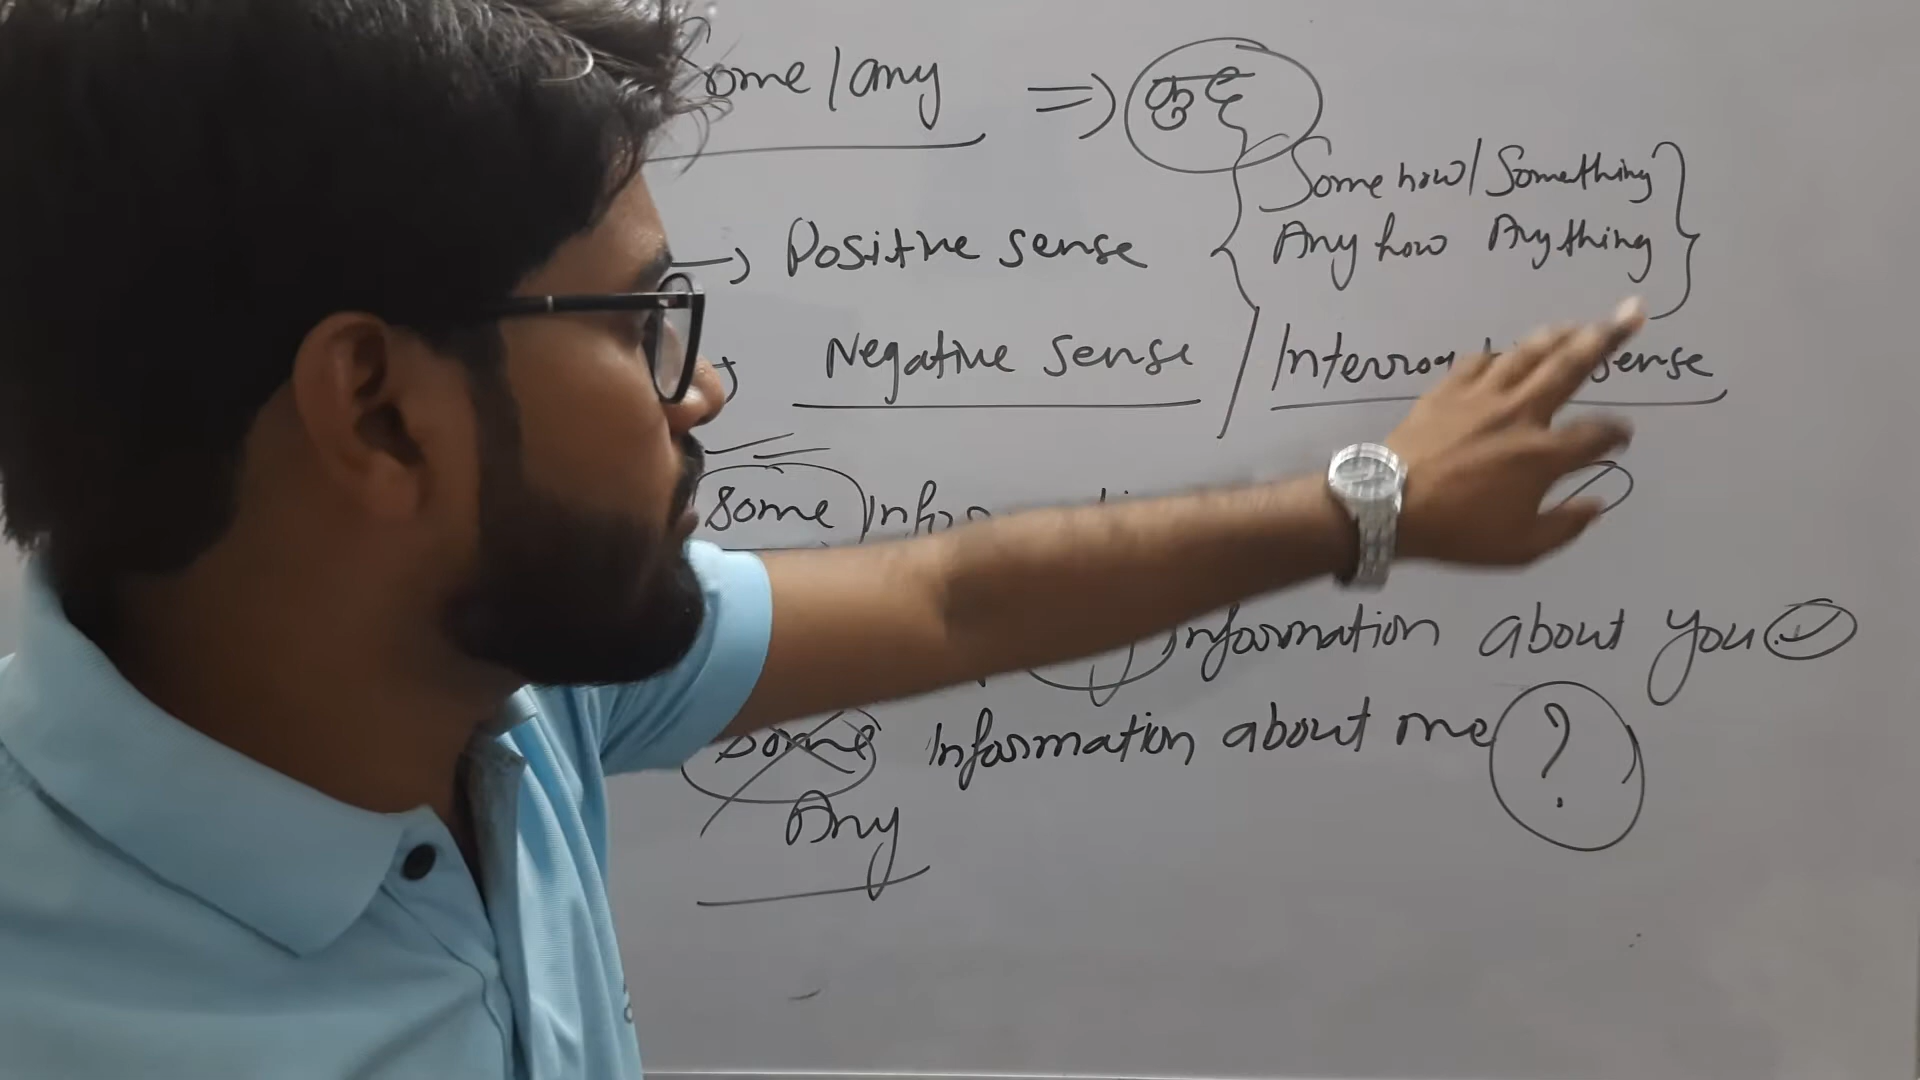 Some/any => कुछ
Somehow/Something
→ Positive sense
Anyhow Anything
Negative sense / Interrogative sense
some
information about you
some information about me ?
Any